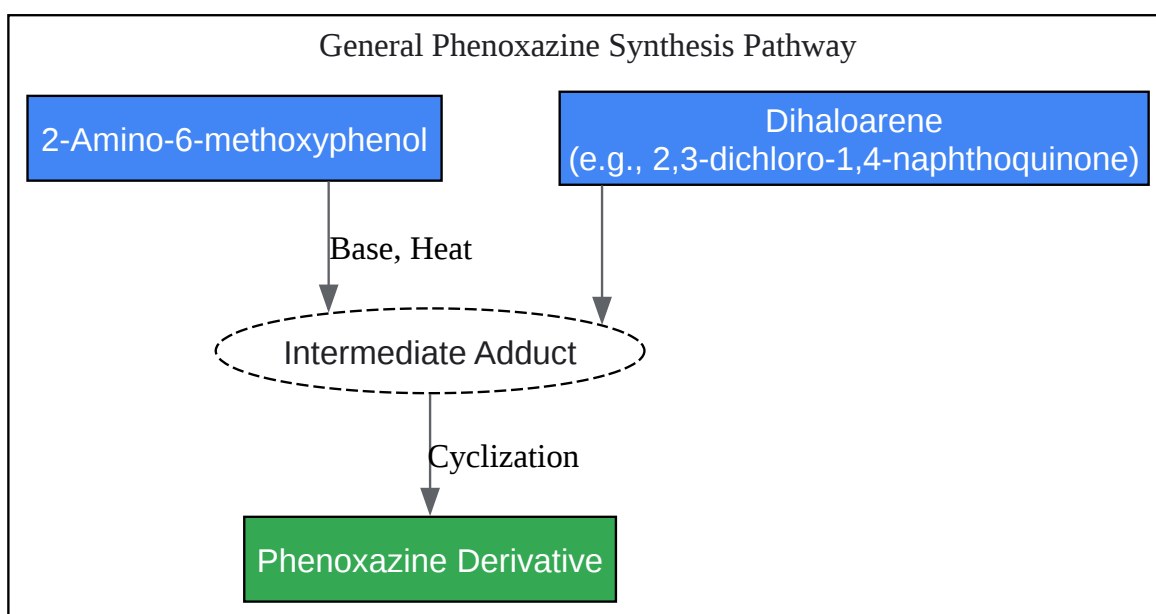 General Phenoxazine Synthesis Pathway
2-Amino-6-methoxyphenol
Dihaloarene
(e.g., 2,3-dichloro-1,4-naphthoquinone)
Base, Heat
Intermediate Adduct
Cyclization
Phenoxazine Derivative